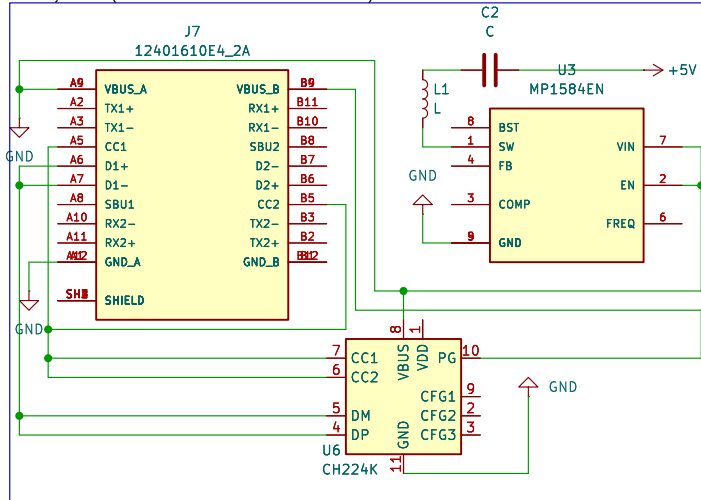 C2
C
J7
12401610E4_2A
U3
MP1584EN
+5V
L1
L
A9 VBUS_A VBUS_B B9
A2 TX1+ RX1+ B11
A3 TX1- RX1- B10
GND
A5 CC1 SBU2 B8
A6 D1+ D2- B7
A7 D1- D2+ B6
A8 SBU1 CC2 B5
A10 RX2- TX2- B3
A11 RX2+ TX2+ B2
A12 GND_A GND_B B12
SHIELD
GND
8 BST
1 SW VIN 7
4 FB
GND
EN 2
3 COMP
FREQ 6
9 GND
8 1
VBUS VDD
7 CC1 PG 10
6 CC2
CFG1 9
5 DM CFG2 2
4 DP CFG3 3
GND
11
GND
U6
CH224K